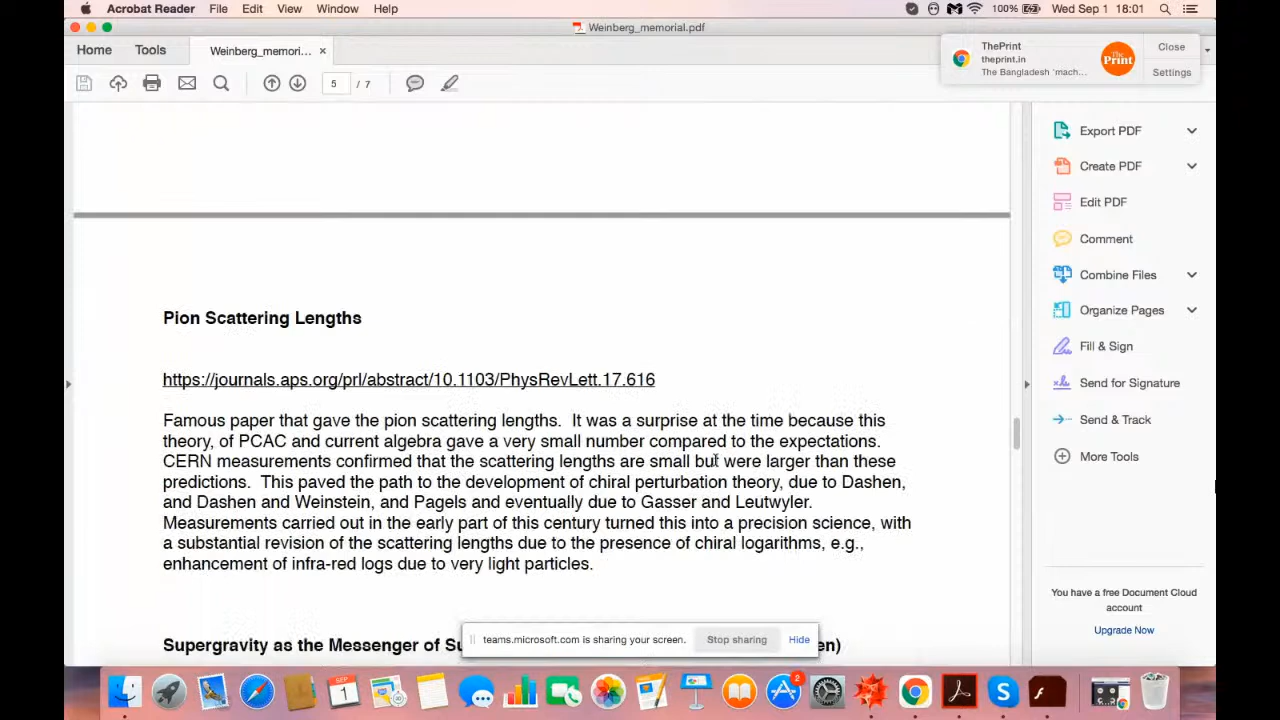 Acrobat Reader File Edit View Window Help 100% Wed Sep 1 18:01
Weinberg_memorial.pdf
Home Tools Weinberg_memori... ×
ThePrint
theprint.in
The Bangladesh 'mach...
The Print
Close
Settings
5 / 7
Export PDF
Create PDF
Edit PDF
Comment
Combine Files
Organize Pages
Fill & Sign
Send for Signature
Send & Track
More Tools
Pion Scattering Lengths
https://journals.aps.org/prl/abstract/10.1103/PhysRevLett.17.616
Famous paper that gave the pion scattering lengths. It was a surprise at the time because this
theory, of PCAC and current algebra gave a very small number compared to the expectations.
CERN measurements confirmed that the scattering lengths are small but were larger than these
predictions. This paved the path to the development of chiral perturbation theory, due to Dashen,
and Dashen and Weinstein, and Pagels and eventually due to Gasser and Leutwyler.
Measurements carried out in the early part of this century turned this into a precision science, with
a substantial revision of the scattering lengths due to the presence of chiral logarithms, e.g.,
enhancement of infra-red logs due to very light particles.
You have a free Document Cloud
account
Upgrade Now
teams.microsoft.com is sharing your screen. Stop sharing Hide
Supergravity as the Messenger of Su en)
SEP
1
2